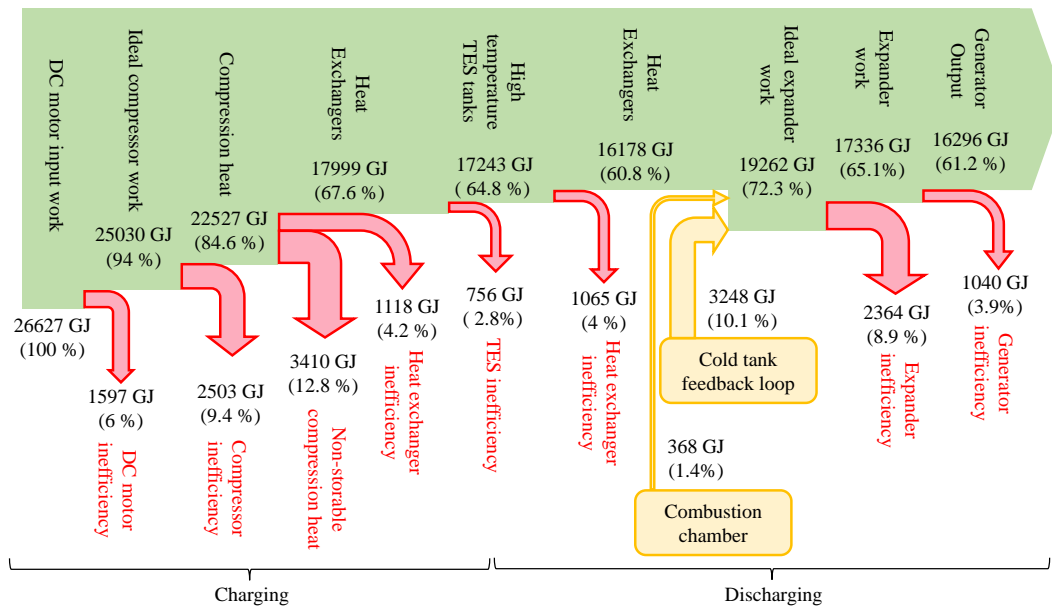 DC motor input work
26627 GJ
(100 %)
Ideal compressor work
25030 GJ
(94 %)
Compression heat
22527 GJ
(84.6 %)
Heat
Exchangers
17999 GJ
(67.6 %)
High
temperature
TES tanks
17243 GJ
( 64.8 %)
Heat
Exchangers
16178 GJ
(60.8 %)
Ideal expander
work
19262 GJ
(72.3 %)
Expander
work
17336 GJ
(65.1%)
Generator
Output
16296 GJ
(61.2 %)
1597 GJ
(6 %)
DC motor
inefficiency
2503 GJ
(9.4 %)
Compressor
inefficiency
3410 GJ
(12.8 %)
Non-storable
compression heat
1118 GJ
(4.2 %)
Heat exchanger
inefficiency
756 GJ
( 2.8%)
TES inefficiency
1065 GJ
(4 %)
Heat exchanger
inefficiency
3248 GJ
(10.1 %)
Cold tank
feedback loop
368 GJ
(1.4%)
Combustion
chamber
2364 GJ
(8.9 %)
Expander
inefficiency
1040 GJ
(3.9%)
Generator
inefficiency
Charging
Discharging